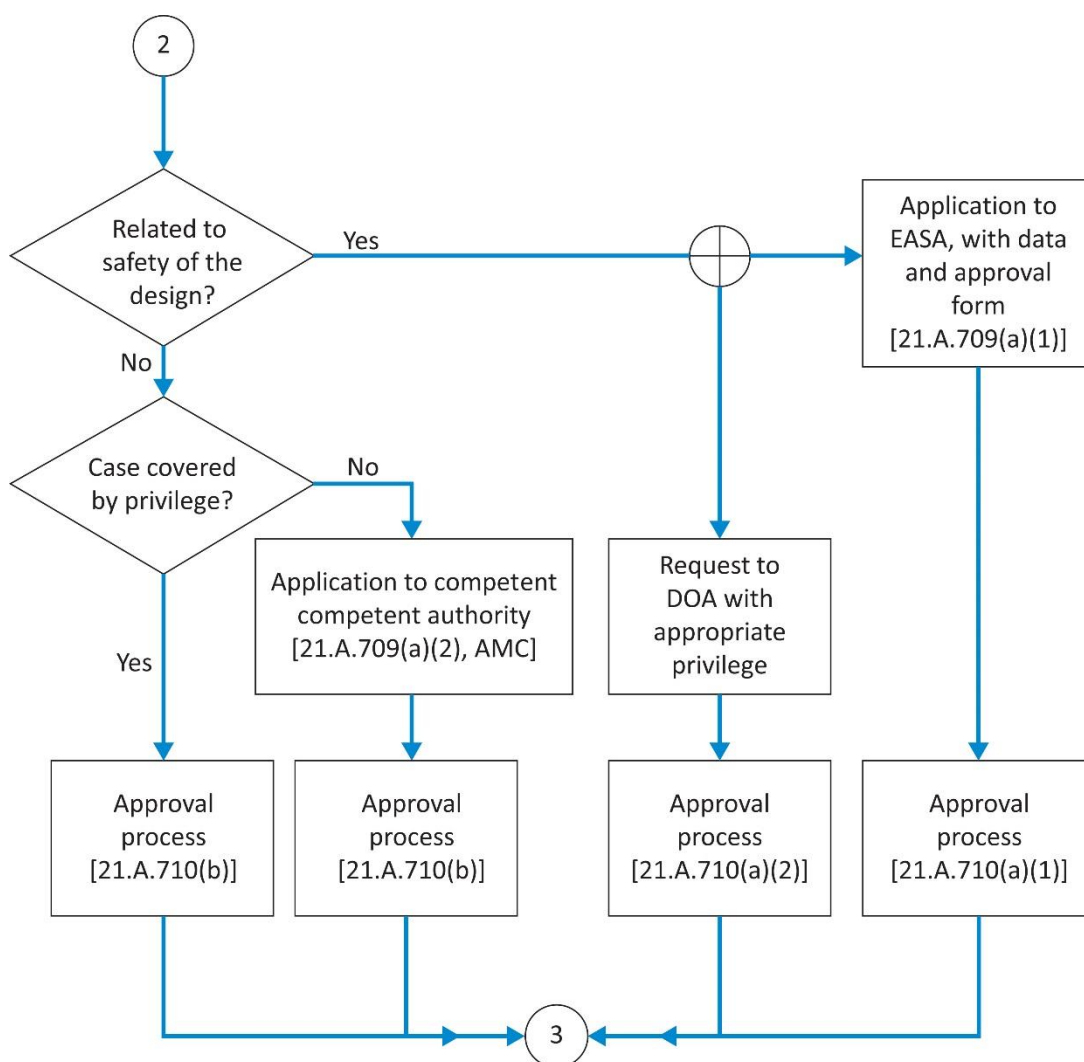 2
Related to
safety of the
design?
Yes
Application to
EASA, with data
and approval
form
[21.A.709(a)(1)]
No
Case covered
by privilege?
No
Application to competent
competent authority
[21.A.709(a)(2), AMC]
Request to
DOA with
appropriate
privilege
Yes
Approval
process
[21.A.710(b)]
Approval
process
[21.A.710(b)]
Approval
process
[21.A.710(a)(2)]
Approval
process
[21.A.710(a)(1)]
3